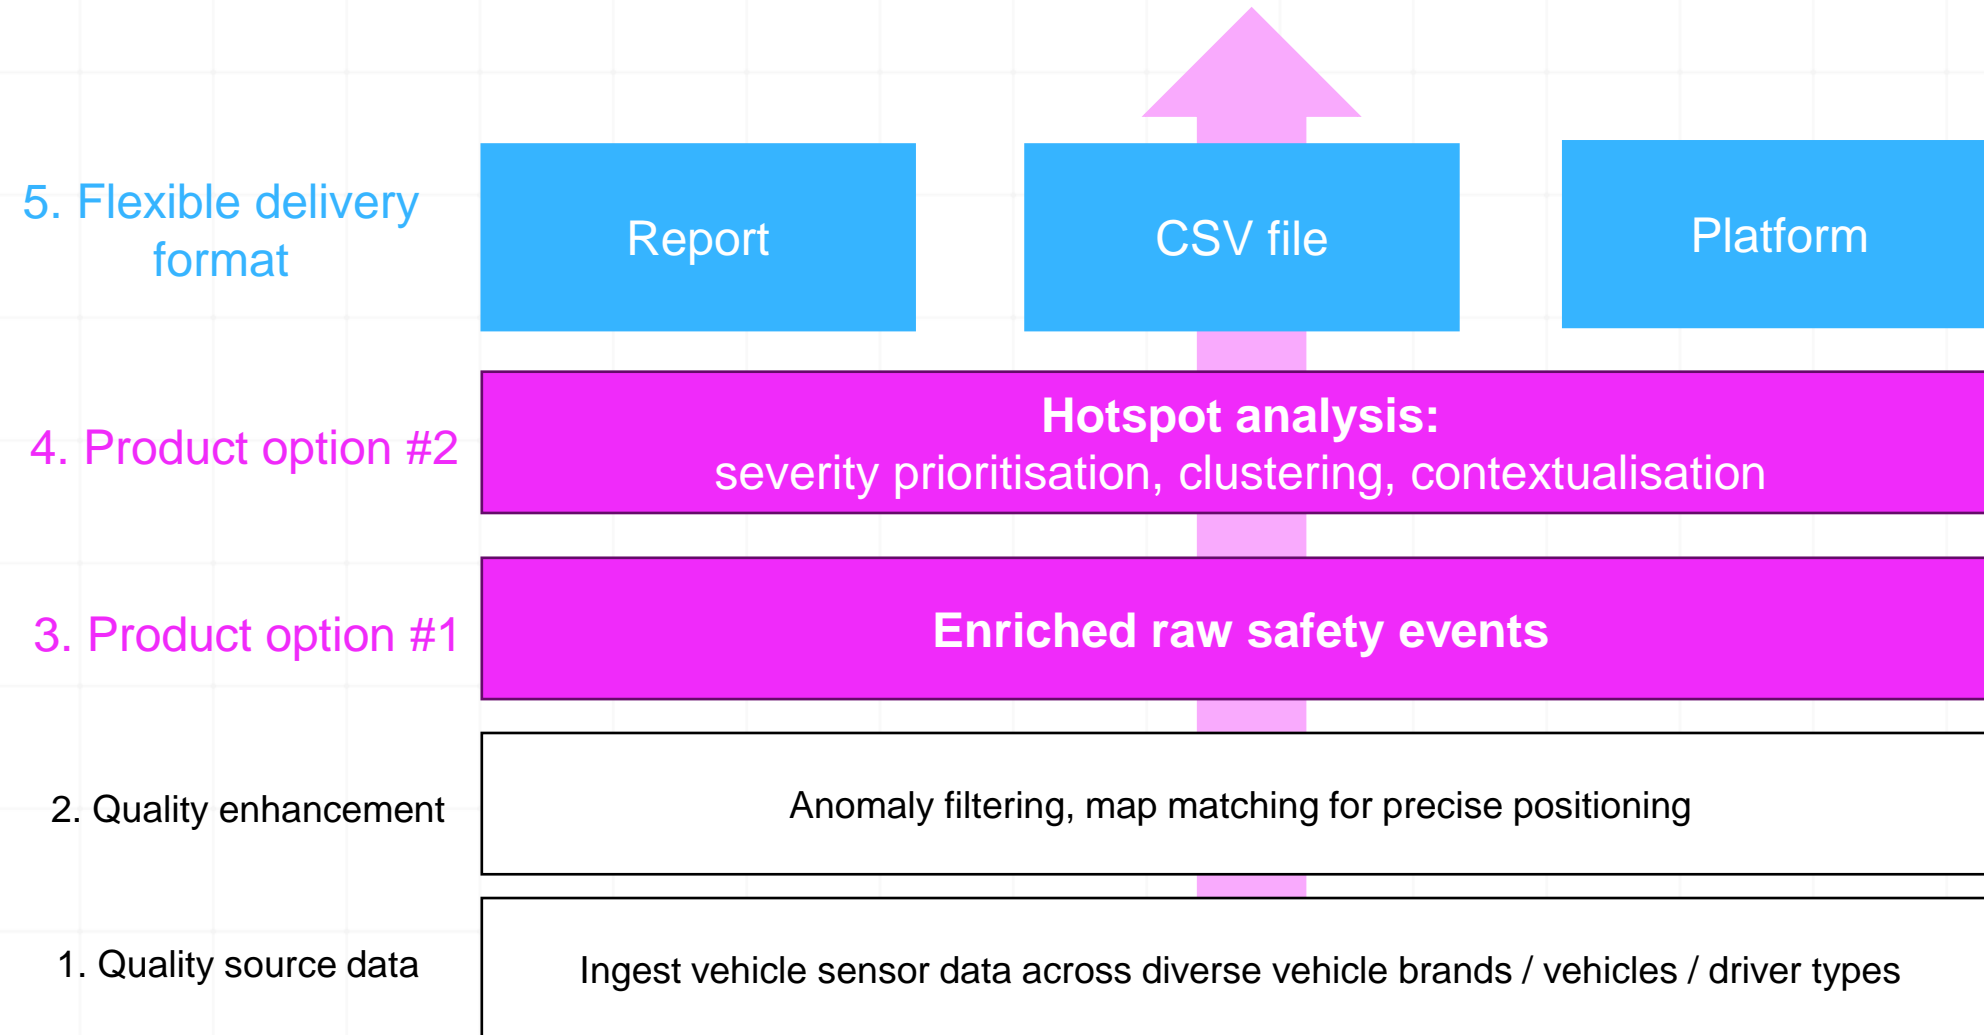 5. Flexible delivery
format
Report
CSV file
Platform
4. Product option #2
Hotspot analysis:
severity prioritisation, clustering, contextualisation
3. Product option #1
Enriched raw safety events
2. Quality enhancement
Anomaly filtering, map matching for precise positioning
1. Quality source data
Ingest vehicle sensor data across diverse vehicle brands / vehicles / driver types